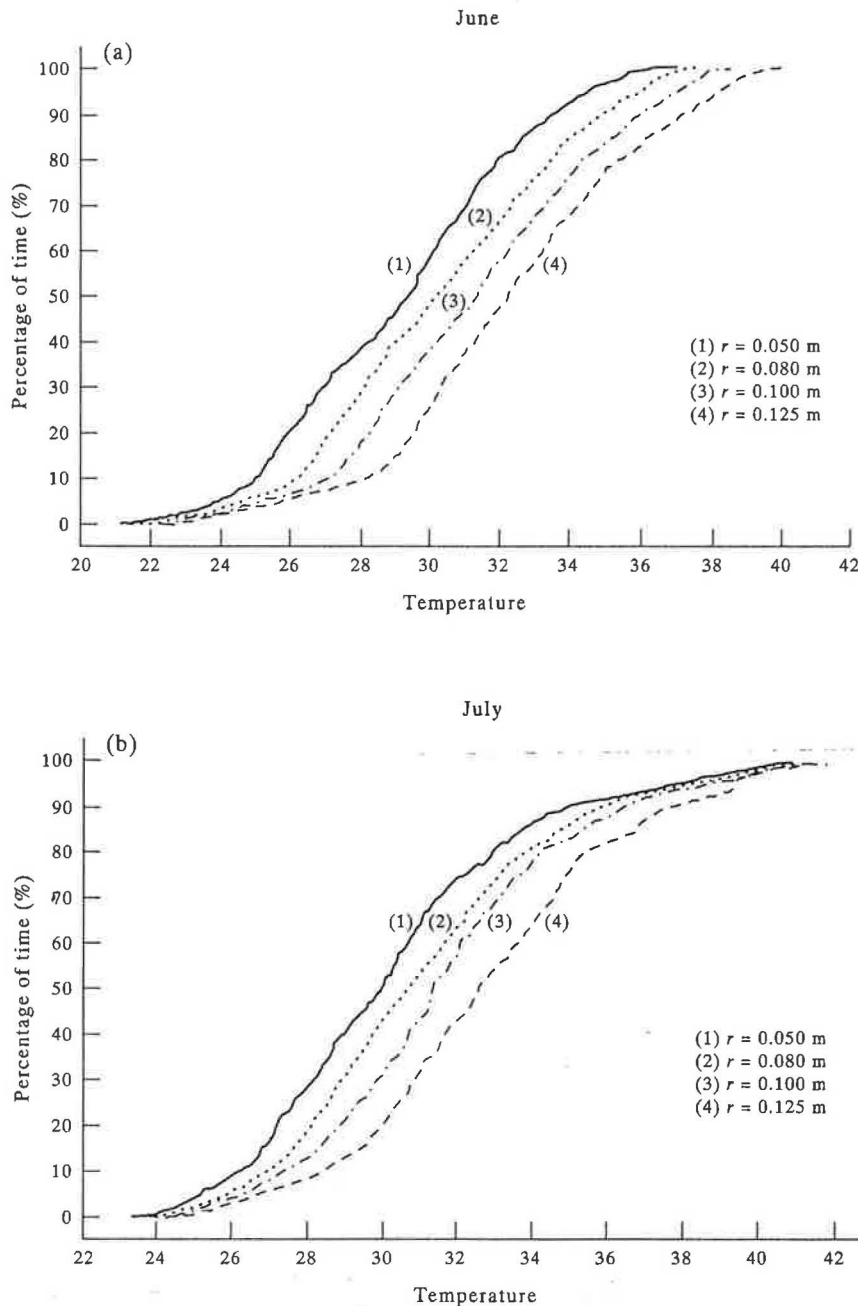 June
(a)
100
90
80
70
60
50
40
30
20
10
0
Percentage of time (%)
(1)
(2)
(3)
(4)
(1) r = 0.050 m
(2) r = 0.080 m
(3) r = 0.100 m
(4) r = 0.125 m
20 22 24 26 28 30 32 34 36 38 40 42
Temperature
July
(b)
100
90
80
70
60
50
40
30
20
10
0
Percentage of time (%)
(1) (2) (3) (4)
(1) r = 0.050 m
(2) r = 0.080 m
(3) r = 0.100 m
(4) r = 0.125 m
22 24 26 28 30 32 34 36 38 40 42
Temperature